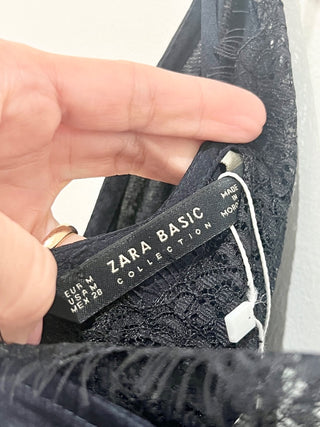 ZARA BASIC
COLLECTION
EUR M
USA M
MEX 28
MADE
IN